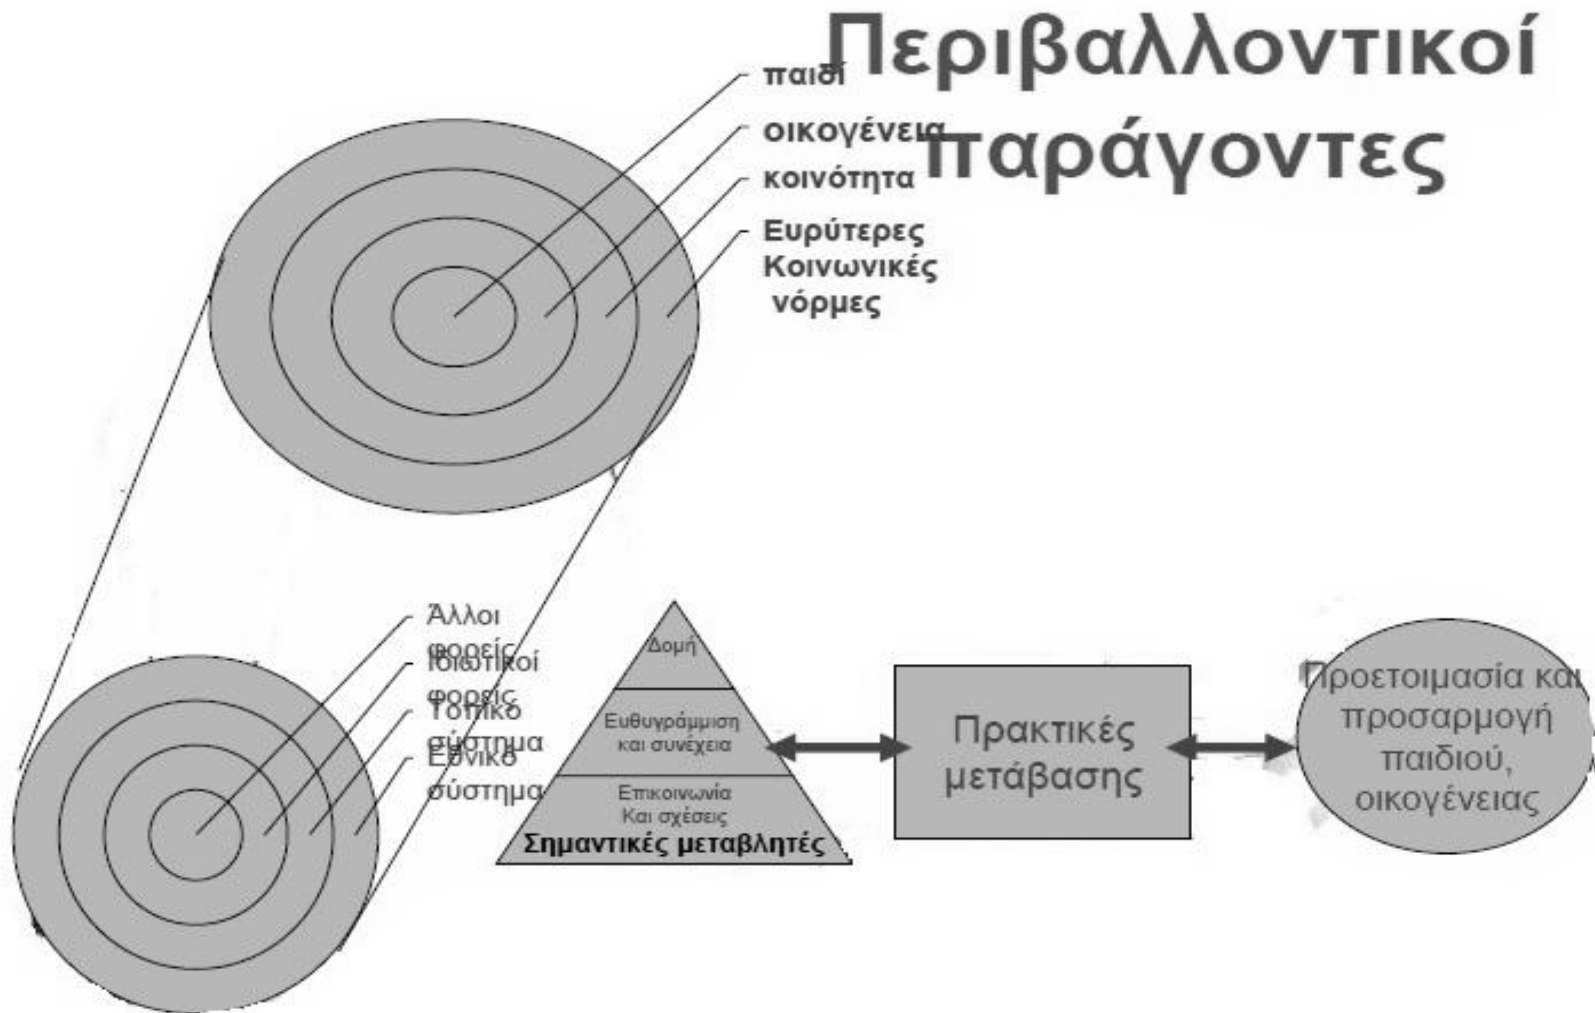 Περιβαλλοντικοί
παράγοντες
παιδί
οικογένεια
κοινότητα
Ευρύτερες
Κοινωνικές
νόρμες
Άλλοι
φορείς
Ιδιωτικοί
φορείς
Τοπικό
σύστημα
Εθνικό
σύστημα
Δομή
Ευθυγράμμιση
και συνέχεια
Επικοινωνία
Και σχέσεις
Σημαντικές μεταβλητές
Πρακτικές
μετάβασης
Προετοιμασία και
προσαρμογή
παιδιού,
οικογένειας